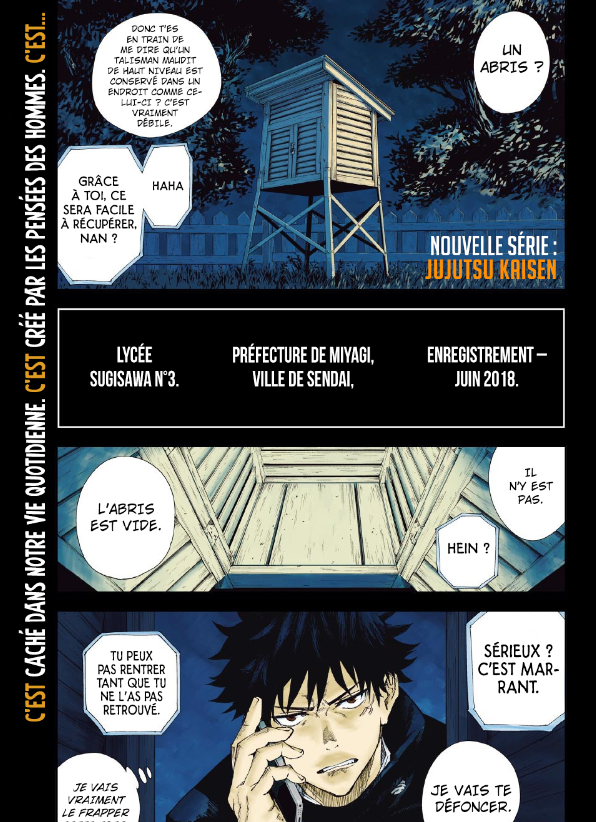 C'EST CACHÉ DANS NOTRE VIE QUOTIDIENNE. C'EST CRÉÉ PAR LES PENSÉES DES HOMMES. C'EST...
UN
ABRIS ?
DONC T'ES
EN TRAIN DE
ME DIRE QU'UN
TALISMAN MAUDIT
DE HAUT NIVEAU EST
CONSERVÉ DANS UN
ENDROIT COMME CE-
LUI-CI ? C'EST
VRAIMENT
DÉBILE.
HAHA
GRÂCE
À TOI, CE
SERA FACILE
À RÉCUPÉRER,
NAN ?
NOUVELLE SÉRIE :
JUJUTSU KAISEN
ENREGISTREMENT –
JUIN 2018.
PRÉFECTURE DE MIYAGI,
VILLE DE SENDAI,
LYCÉE
SUGISAWA N°3.
IL
N'Y EST
PAS.
HEIN ?
L'ABRIS
EST VIDE.
SÉRIEUX ?
C'EST MAR-
RANT.
TU PEUX
PAS RENTRER
TANT QUE TU
NE L'AS PAS
RETROUVÉ.
JE VAIS TE
DÉFONCER.
JE VAIS
VRAIMENT
LE FRAPPER